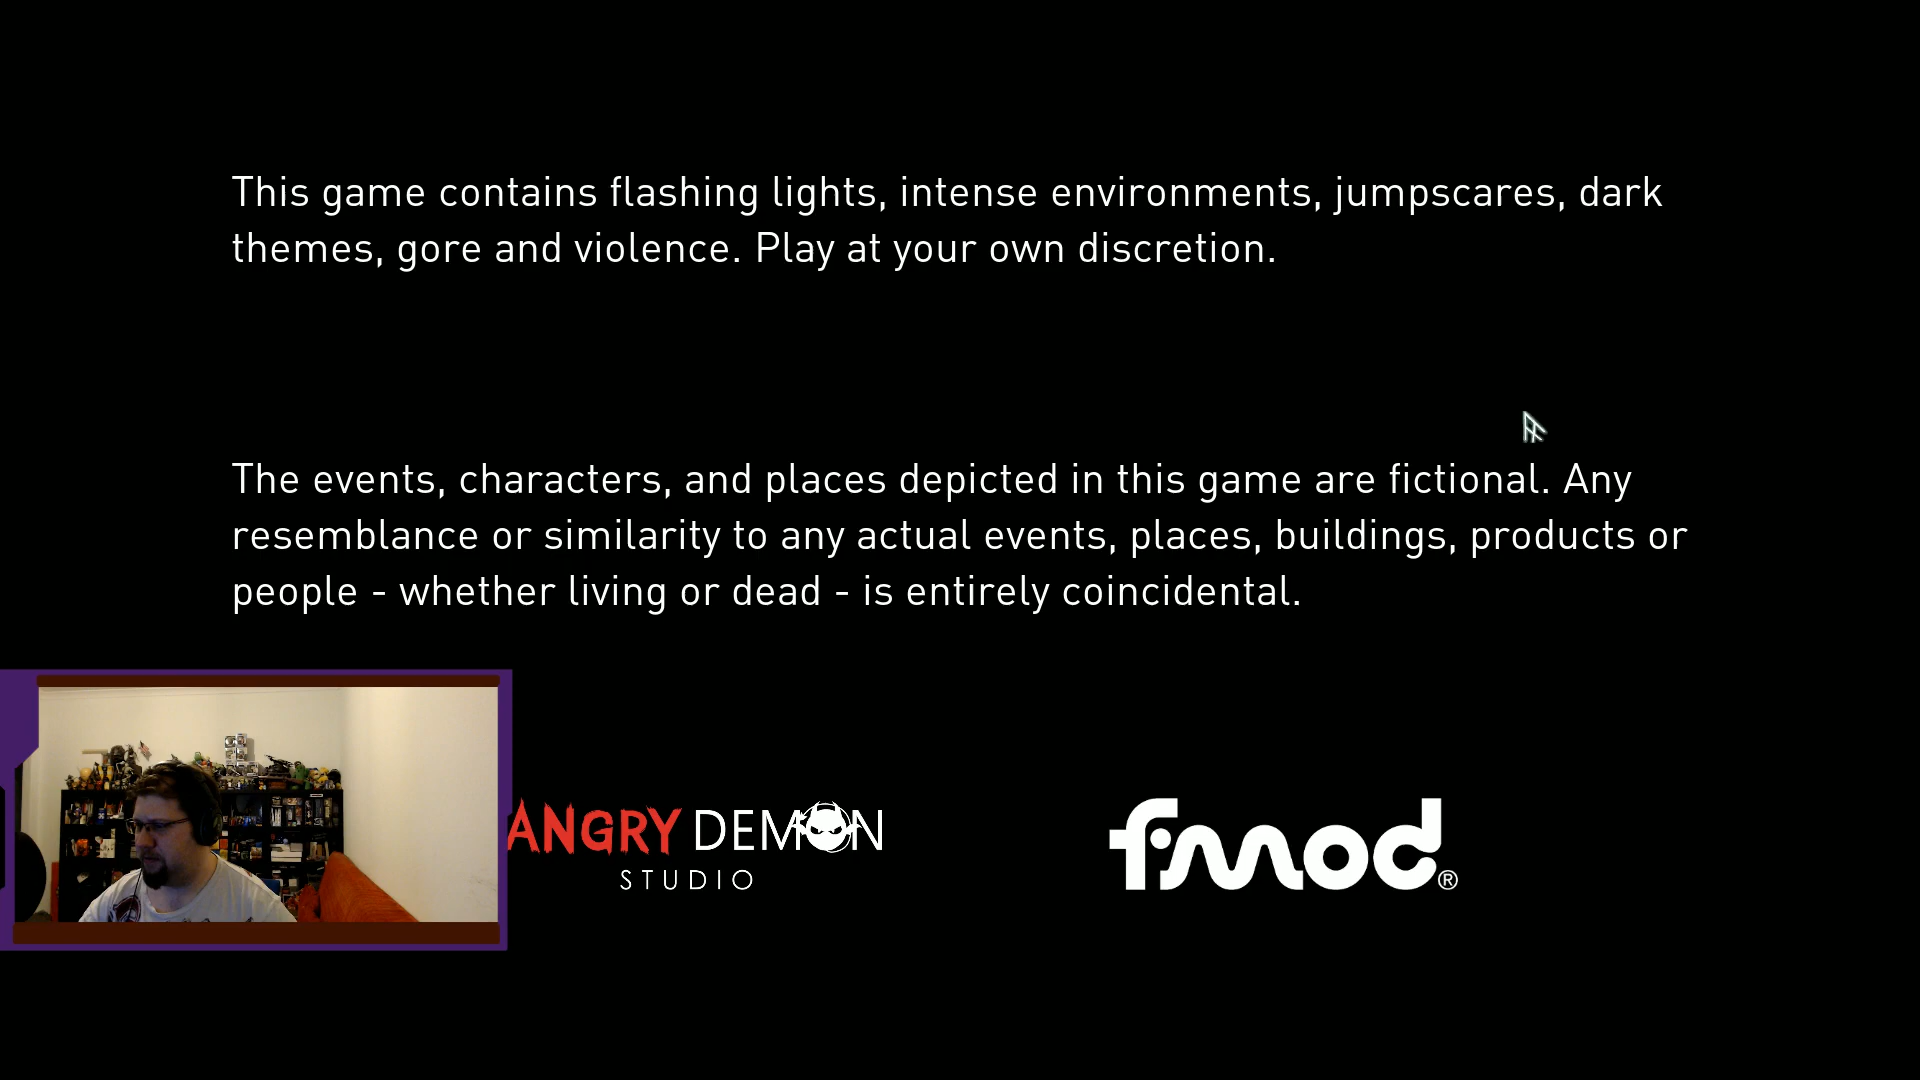 This game contains flashing lights, intense environments, jumpscares, dark
themes, gore and violence. Play at your own discretion.
The events, characters, and places depicted in this game are fictional. Any
resemblance or similarity to any actual events, places, buildings, products or
people - whether living or dead - is entirely coincidental.
ANGRY DEMON
STUDIO
fmod®